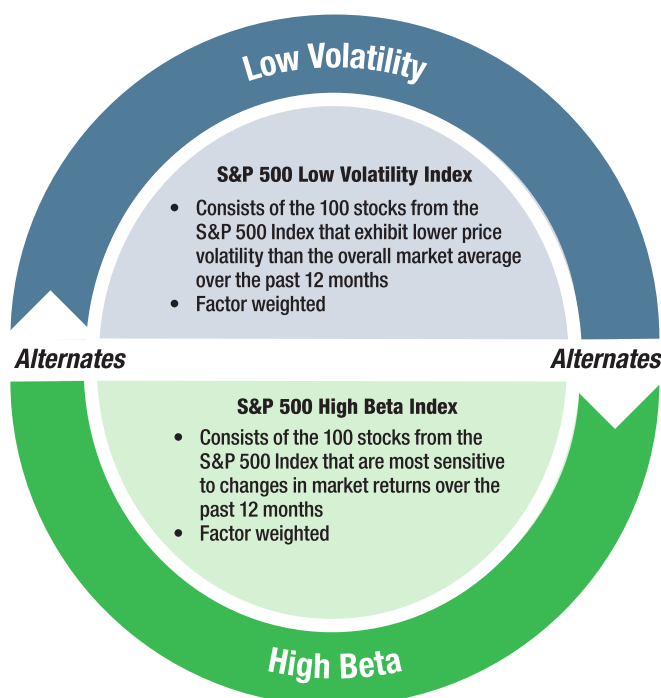 Low Volatility
S&P 500 Low Volatility Index
• Consists of the 100 stocks from the
S&P 500 Index that exhibit lower price
volatility than the overall market average
over the past 12 months
• Factor weighted
Alternates
Alternates
S&P 500 High Beta Index
• Consists of the 100 stocks from the
S&P 500 Index that are most sensitive
to changes in market returns over the
past 12 months
• Factor weighted
High Beta